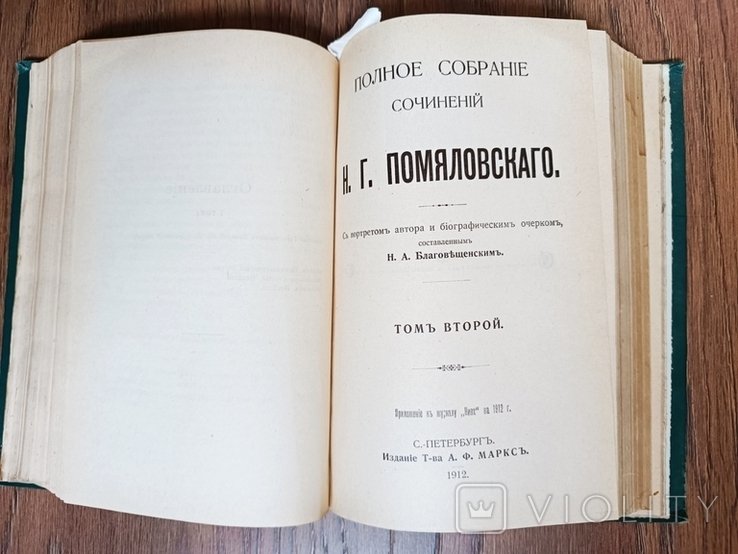 ПОЛНОЕ СОБРАНІЕ
СОЧИНЕНІЙ
Н. Г. ПОМЯЛОВСКАГО.
Съ портретомъ автора и біографическимъ очеркомъ,
составленнымъ
Н. А. Благовѣщенскимъ.
ТОМЪ ВТОРОЙ.
Приложеніе къ журналу „Нива“ на 1912 г.
С.-ПЕТЕРБУРГЪ.
Изданіе Т-ва А. Ф. МАРКСЪ.
1912.
VIOLITY